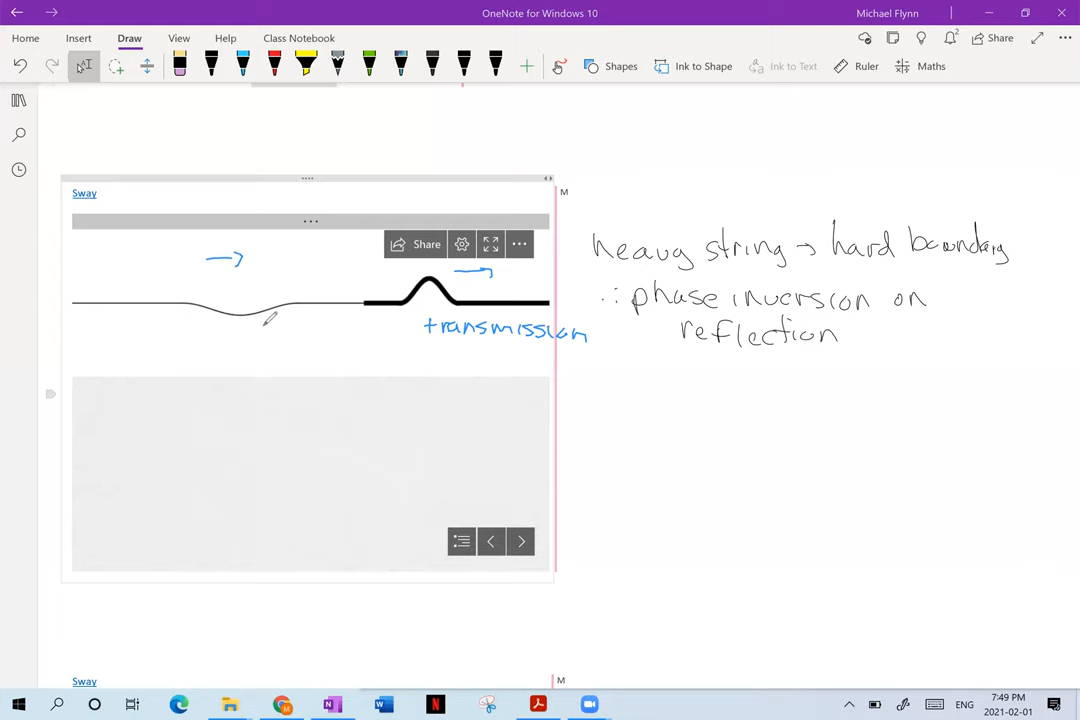 OneNote for Windows 10
Michael Flynn
Home Insert Draw View Help Class Notebook
Share
Shapes Ink to Shape Ink to Text Ruler Maths
Sway
M
Share
heavy string → hard boundary
∴ phase inversion on
reflection
transmission
Sway
M
ENG
7:49 PM
2021-02-01